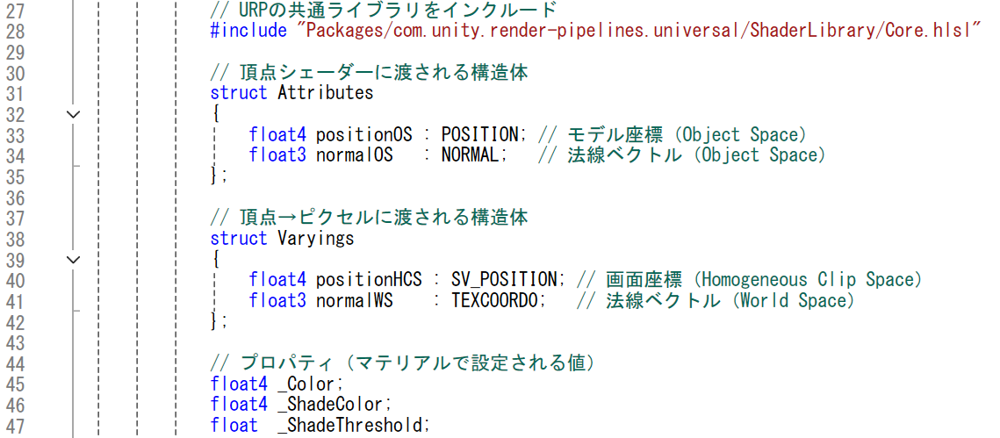 27 // URPの共通ライブラリをインクルード
28 #include "Packages/com.unity.render-pipelines.universal/ShaderLibrary/Core.hlsl"
29
30 // 頂点シェーダーに渡される構造体
31 struct Attributes
32 {
33 float4 positionOS : POSITION; // モデル座標（Object Space）
34 float3 normalOS   : NORMAL;   // 法線ベクトル（Object Space）
35 };
36
37 // 頂点→ピクセルに渡される構造体
38 struct Varyings
39 {
40 float4 positionHCS : SV_POSITION; // 画面座標（Homogeneous Clip Space）
41 float3 normalWS    : TEXCOORD0;   // 法線ベクトル（World Space）
42 };
43
44 // プロパティ（マテリアルで設定される値）
45 float4 _Color;
46 float4 _ShadeColor;
47 float  _ShadeThreshold;